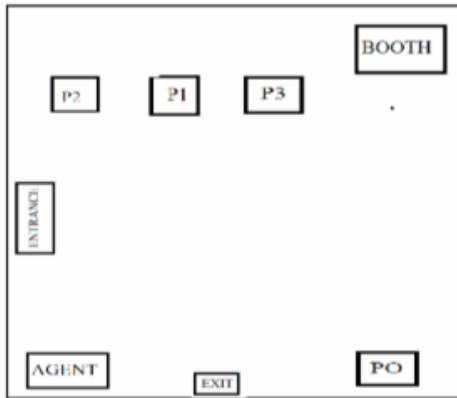 BOOTH
P2 P1 P3
ENTRANCE
AGENT
EXIT
PO